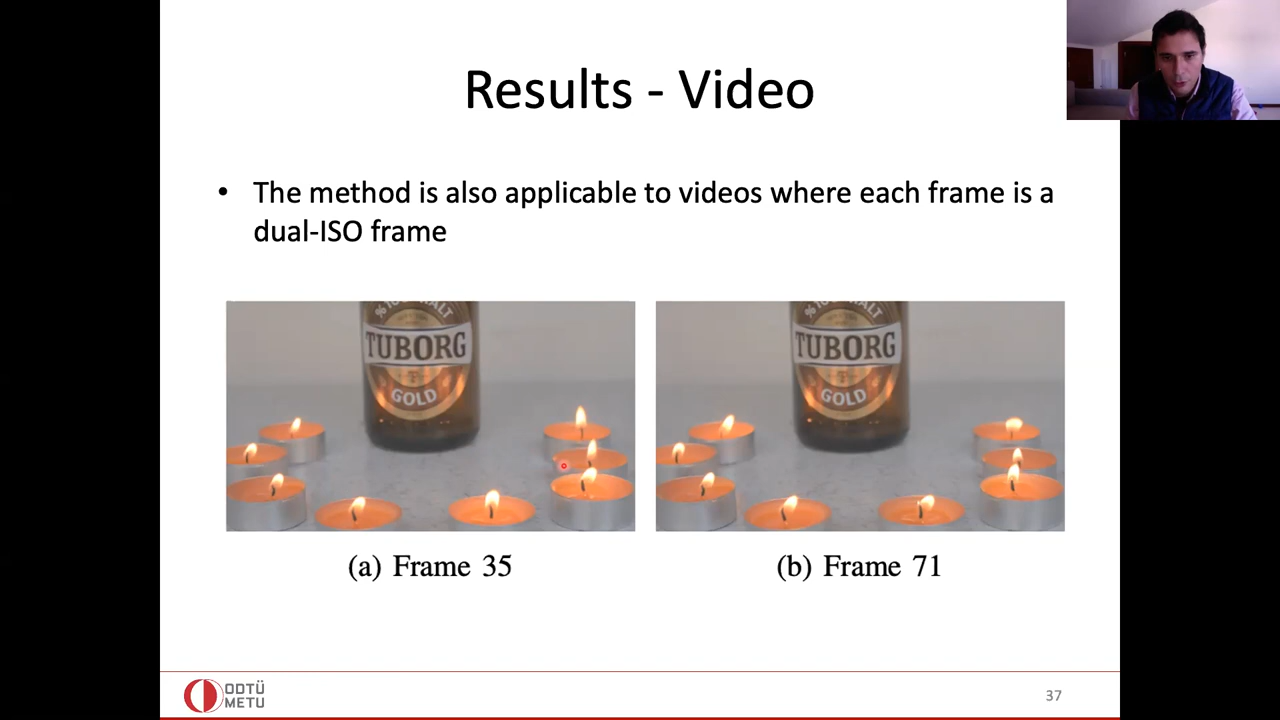 Results - Video
• The method is also applicable to videos where each frame is a
dual-ISO frame
TUBORG
GOLD
TUBORG
GOLD
(a) Frame 35
(b) Frame 71
ODTÜ
METU
37